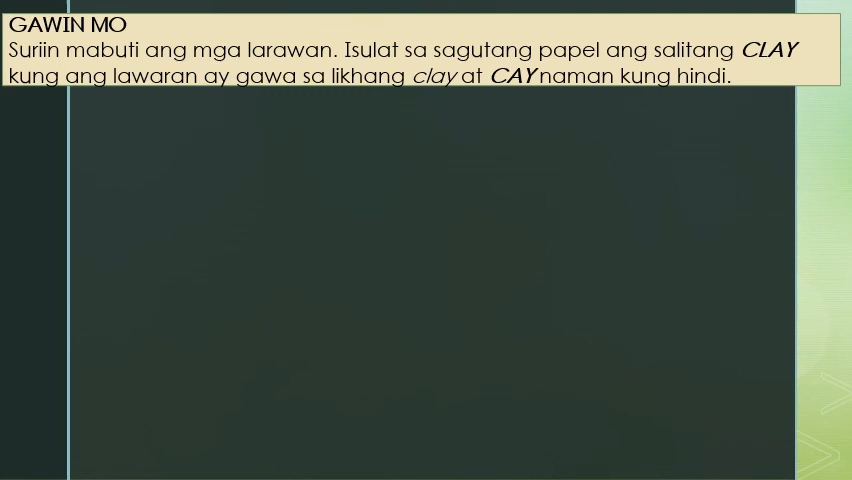 GAWIN MO
Suriin mabuti ang mga larawan. Isulat sa sagutang papel ang salitang CLAY
kung ang lawaran ay gawa sa likhang clay at CAY naman kung hindi.